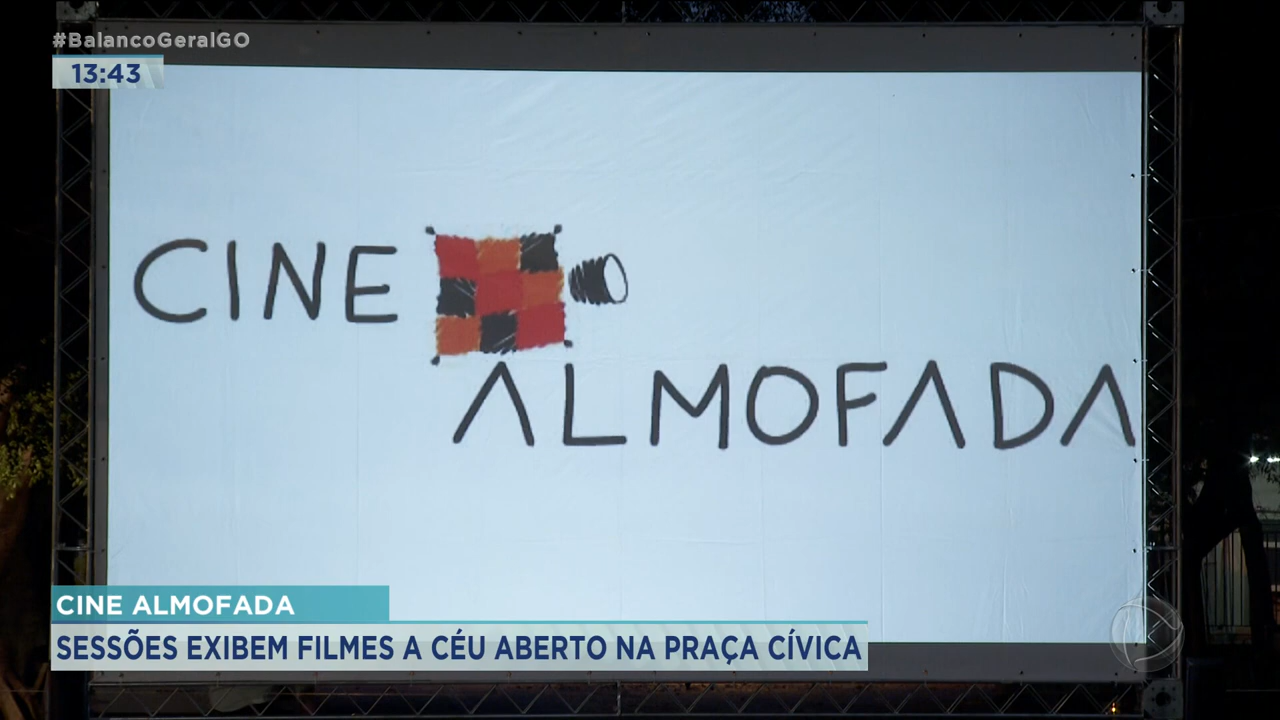 #BalancoGeralGO
13:43
CINE
ALMOFADA
CINE ALMOFADA
SESSÕES EXIBEM FILMES A CÉU ABERTO NA PRAÇA CÍVICA